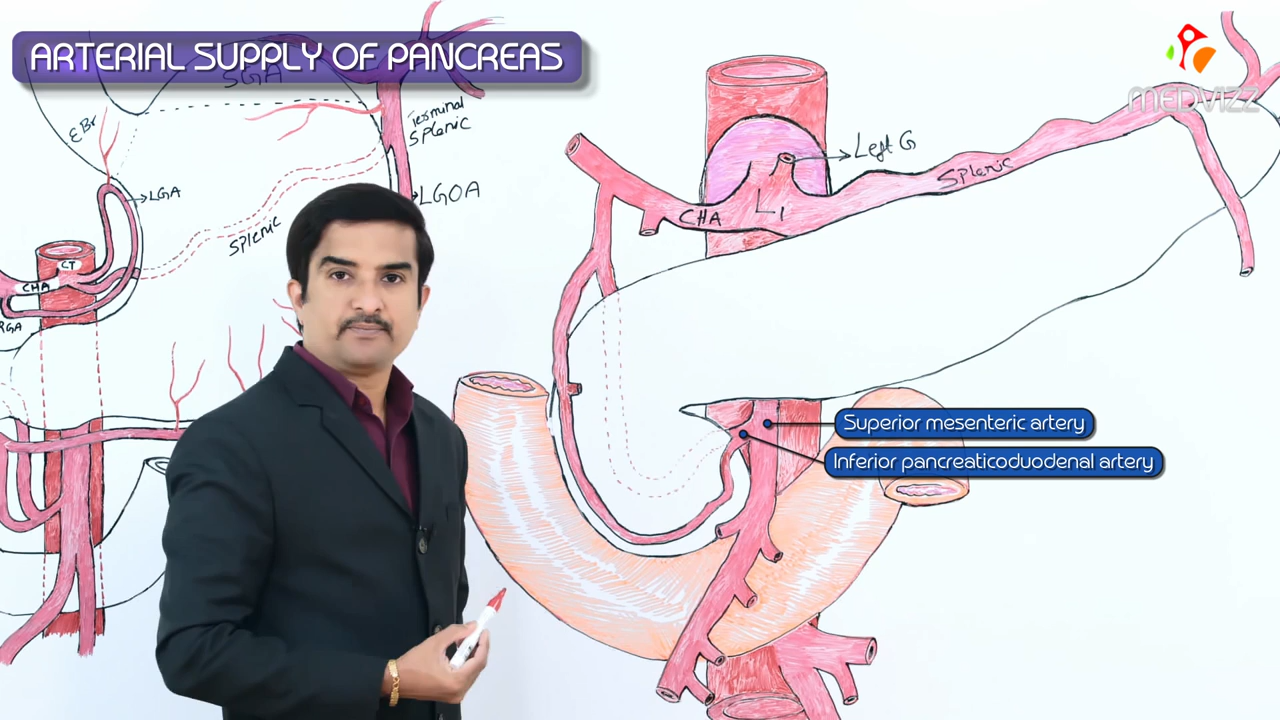 ARTERIAL SUPPLY OF PANCREAS
MEDVIZZ
SGA
EBr
Terminal
Splenic
LGA
LGOA
Splenic
CT
CHA
RGA
Left G
Splenic
CHA
L1
Superior mesenteric artery
Inferior pancreaticoduodenal artery